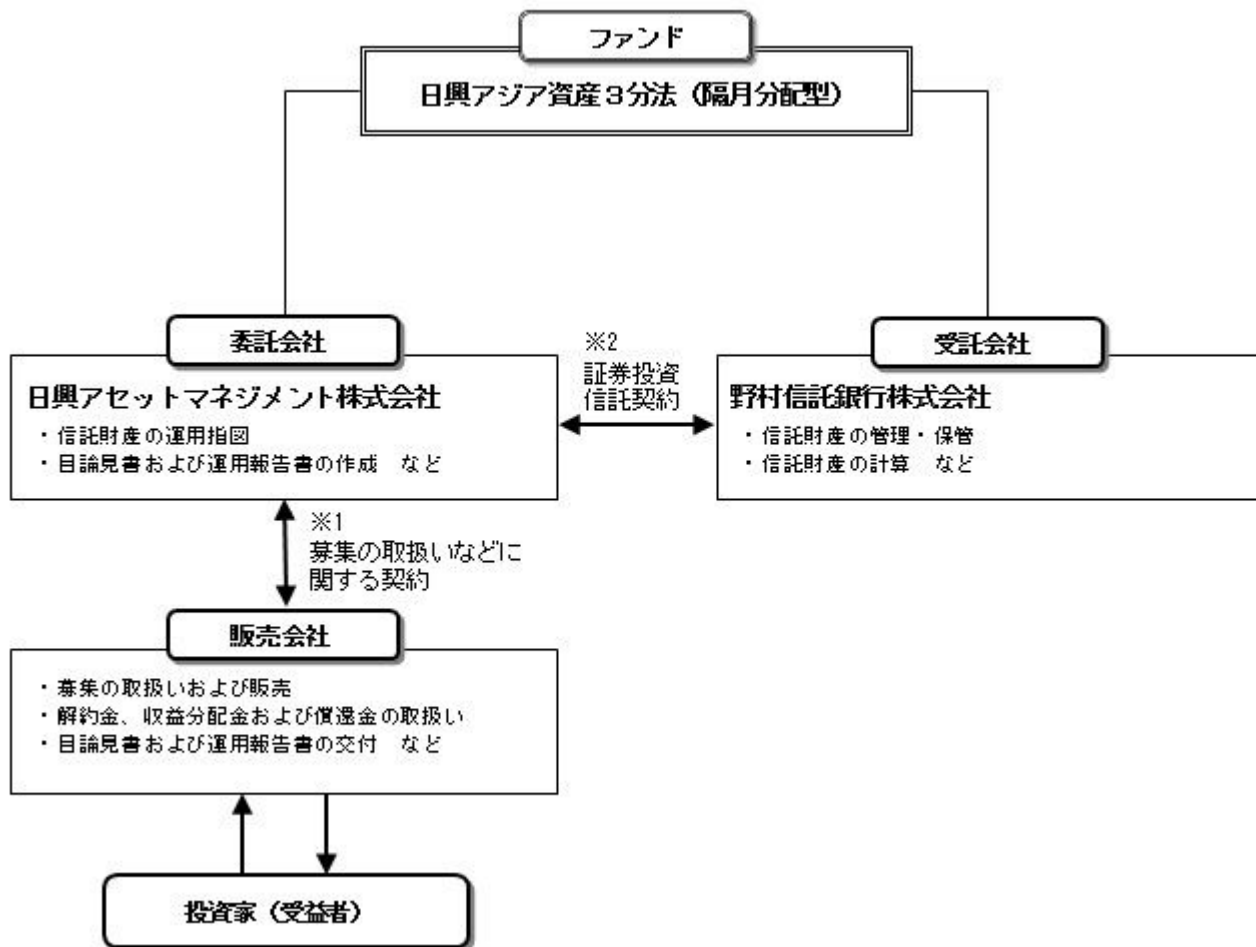 ファンド
日興アジア資産３分法（隔月分配型）
委託会社
日興アセットマネジメント株式会社
・信託財産の運用指図
・目論見書および運用報告書の作成　など
※2
証券投資
信託契約
受託会社
野村信託銀行株式会社
・信託財産の管理・保管
・信託財産の計算　など
※1
募集の取扱いなどに
関する契約
販売会社
・募集の取扱いおよび販売
・解約金、収益分配金および償還金の取扱い
・目論見書および運用報告書の交付　など
投資家（受益者）